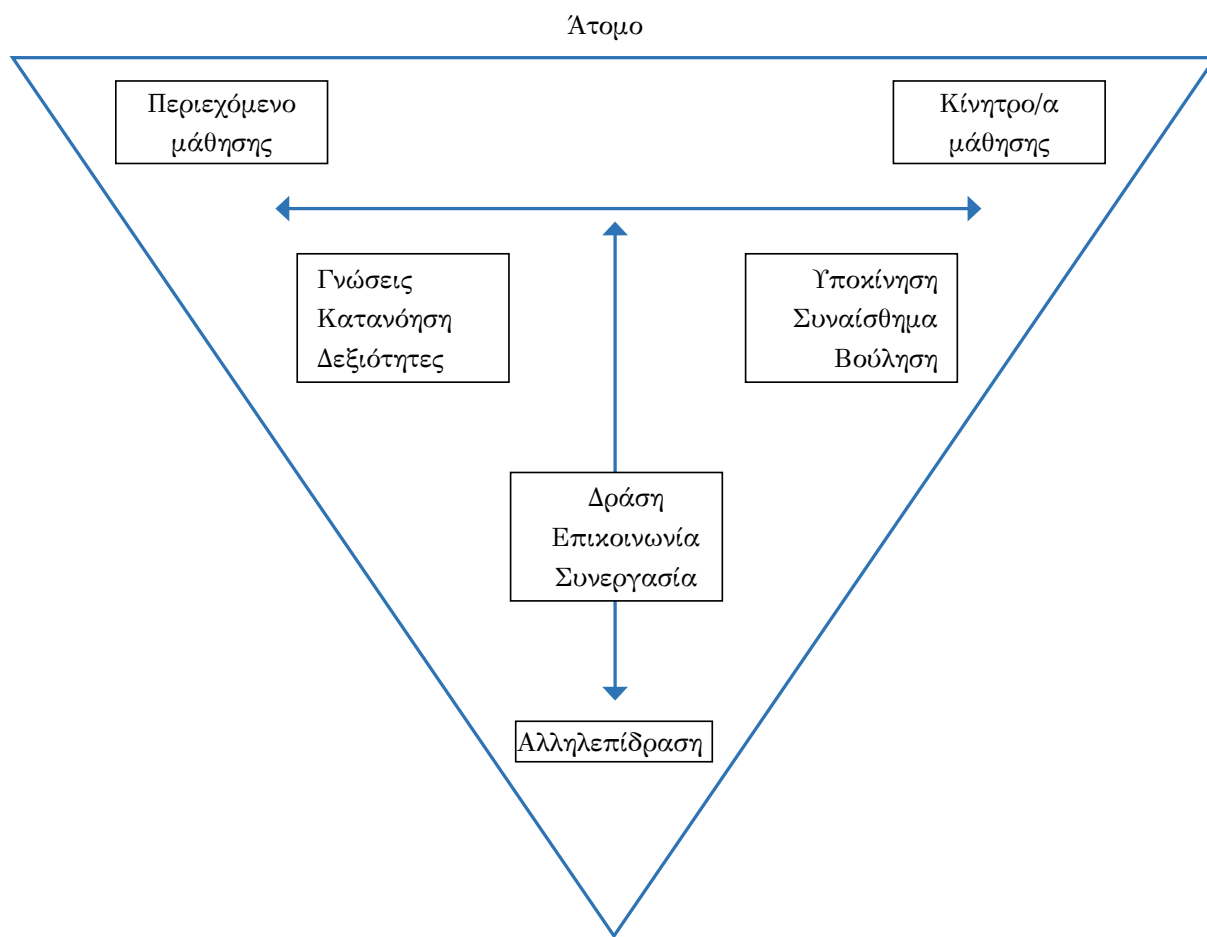 Άτομο
Περιεχόμενο
μάθησης
Κίνητρο/α
μάθησης
Γνώσεις
Κατανόηση
Δεξιότητες
Υποκίνηση
Συναίσθημα
Βούληση
Δράση
Επικοινωνία
Συνεργασία
Αλληλεπίδραση